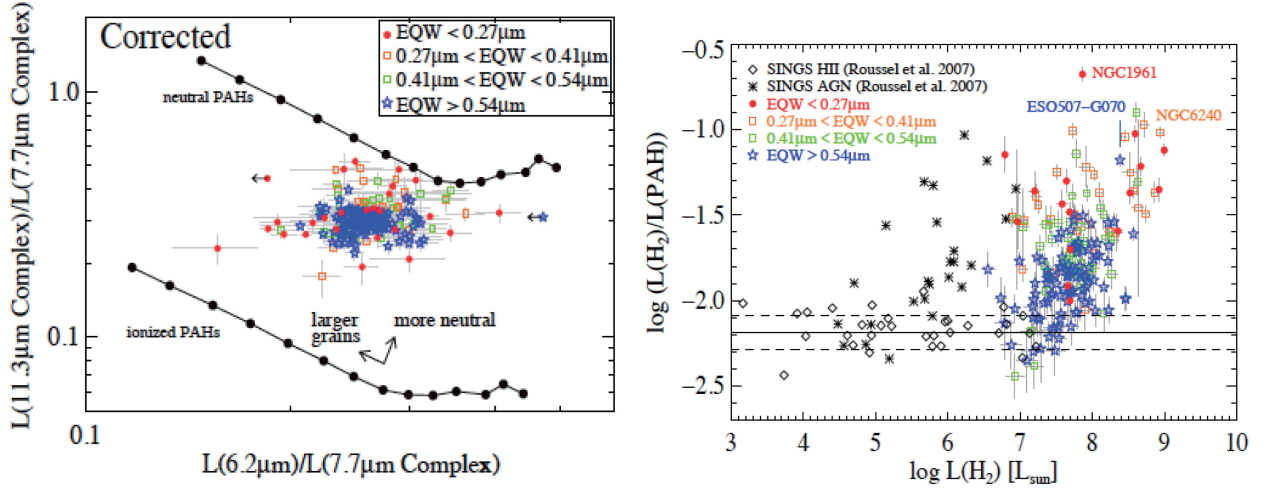 Corrected
EQW < 0.27μm
0.27μm < EQW < 0.41μm
0.41μm < EQW < 0.54μm
EQW > 0.54μm
neutral PAHs
ionized PAHs
larger
grains
more neutral
1.0
0.1
0.1
L(11.3μm Complex)/L(7.7μm Complex)
L(6.2μm)/L(7.7μm Complex)
SINGS HII (Roussel et al. 2007)
SINGS AGN (Roussel et al. 2007)
EQW < 0.27μm
0.27μm < EQW < 0.41μm
0.41μm < EQW < 0.54μm
EQW > 0.54μm
NGC1961
ESO507-G070
NGC6240
-0.5
-1.0
-1.5
-2.0
-2.5
log (L(H₂)/L(PAH)
3 4 5 6 7 8 9 10
log L(H₂) [Lsun]